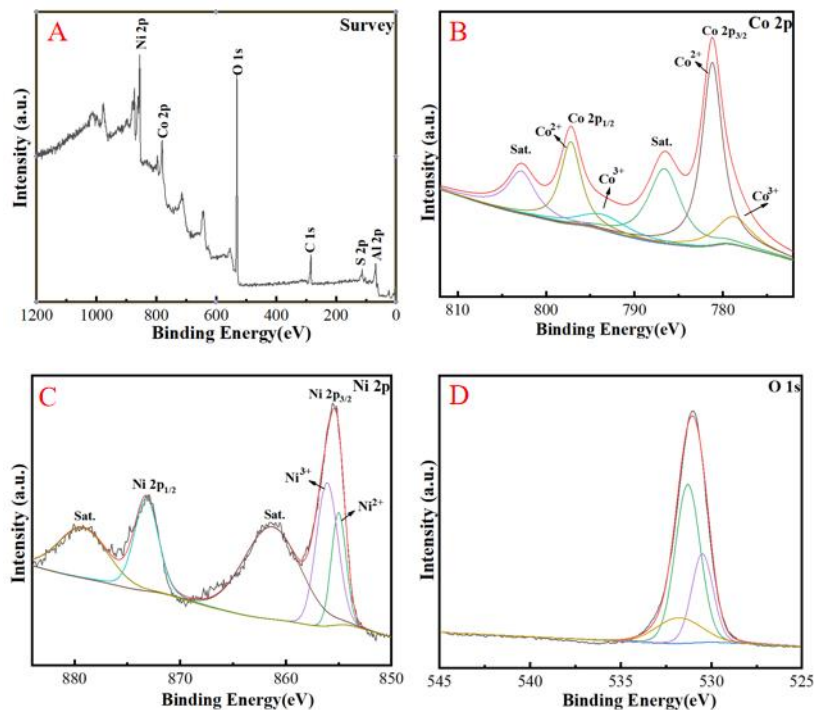 A
Survey
Ni 2p
Co 2p
O 1s
C 1s
S 2p
Al 2p
Intensity (a.u.)
1200 1000 800 600 400 200 0
Binding Energy(eV)
B
Co 2p
Co 2p3/2
Co2+
Co2+
Co 2p1/2
Sat.
Sat.
Co3+
Co3+
Intensity (a.u.)
810 800 790 780
Binding Energy(eV)
C
Ni 2p
Ni 2p3/2
Ni3+
Ni2+
Ni 2p1/2
Sat.
Sat.
Intensity (a.u.)
880 870 860 850
Binding Energy(eV)
D
O 1s
Intensity (a.u.)
545 540 535 530 525
Binding Energy(eV)